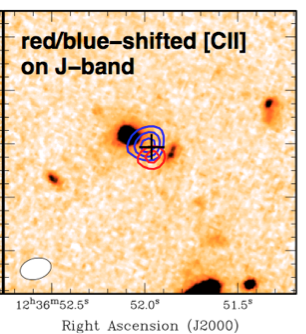 red/blue−shifted [CII]
on J−band
12ʰ36ᵐ52.5ˢ 52.0ˢ 51.5ˢ
Right Ascension (J2000)